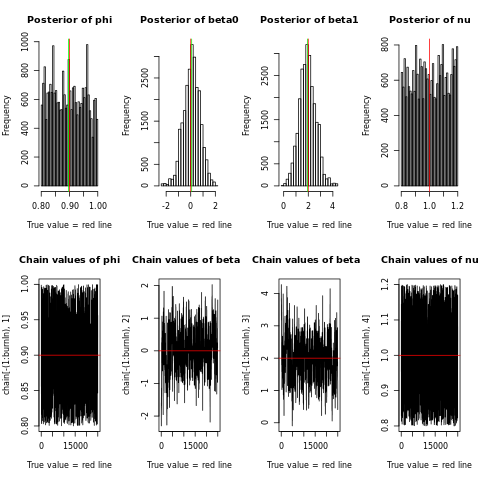 Posterior of phi
Posterior of beta0
Posterior of beta1
Posterior of nu
Frequency
0 200 400 600 800 1000
0.80 0.90 1.00
True value = red line
Frequency
0 500 1500 2500
-2 0 2
True value = red line
Frequency
0 500 1500 2500
0 2 4
True value = red line
Frequency
0 200 400 600 800
0.8 1.0 1.2
True value = red line
Chain values of phi
Chain values of beta
Chain values of beta
Chain values of nu
chain[-(1:burnIn), 1]
0.80 0.85 0.90 0.95 1.00
0 15000
True value = red line
chain[-(1:burnIn), 2]
-2 -1 0 1 2
0 15000
True value = red line
chain[-(1:burnIn), 3]
0 1 2 3 4
0 15000
True value = red line
chain[-(1:burnIn), 4]
0.8 0.9 1.0 1.1 1.2
0 15000
True value = red line